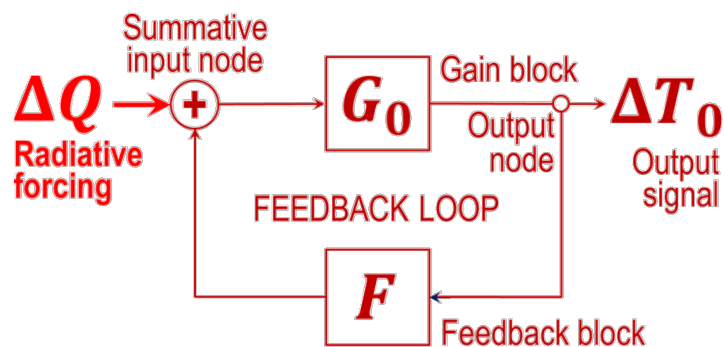 Summative
input node
ΔQ
Radiative
forcing
+
G₀
Gain block
Output
node
ΔT₀
Output
signal
FEEDBACK LOOP
F
Feedback block